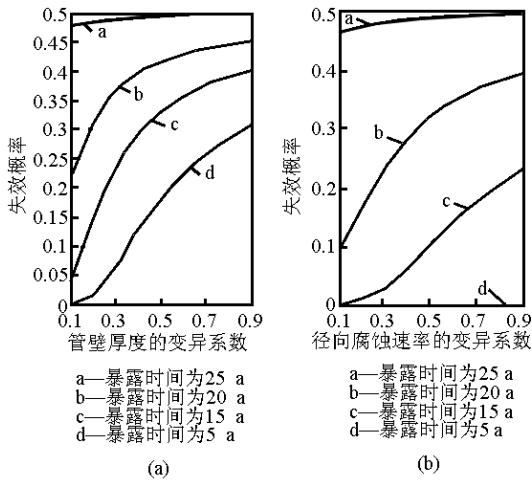 0.5
0.45
0.4
0.35
0.3
0.25
0.2
0.15
0.1
0.05
0
失效概率
a
b
c
d
0.1 0.3 0.5 0.7 0.9
管壁厚度的变异系数
a—暴露时间为25 a
b—暴露时间为20 a
c—暴露时间为15 a
d—暴露时间为5 a
(a)
0.5
0.4
0.3
0.2
0.1
0
失效概率
a
b
c
d
0.1 0.3 0.5 0.7 0.9
径向腐蚀速率的变异系数
a—暴露时间为25 a
b—暴露时间为20 a
c—暴露时间为15 a
d—暴露时间为5 a
(b)